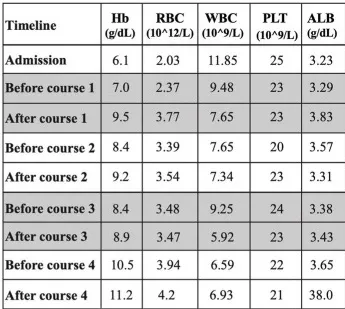 Timeline Hb (g/dL) RBC (10^12/L) WBC (10^9/L) PLT (10^9/L) ALB (g/dL)
Admission 6.1 2.03 11.85 25 3.23
Before course 1 7.0 2.37 9.48 23 3.29
After course 1 9.5 3.77 7.65 23 3.83
Before course 2 8.4 3.39 7.65 20 3.57
After course 2 9.2 3.54 7.34 23 3.31
Before course 3 8.4 3.48 9.25 24 3.38
After course 3 8.9 3.47 5.92 23 3.43
Before course 4 10.5 3.94 6.59 22 3.65
After course 4 11.2 4.2 6.93 21 38.0